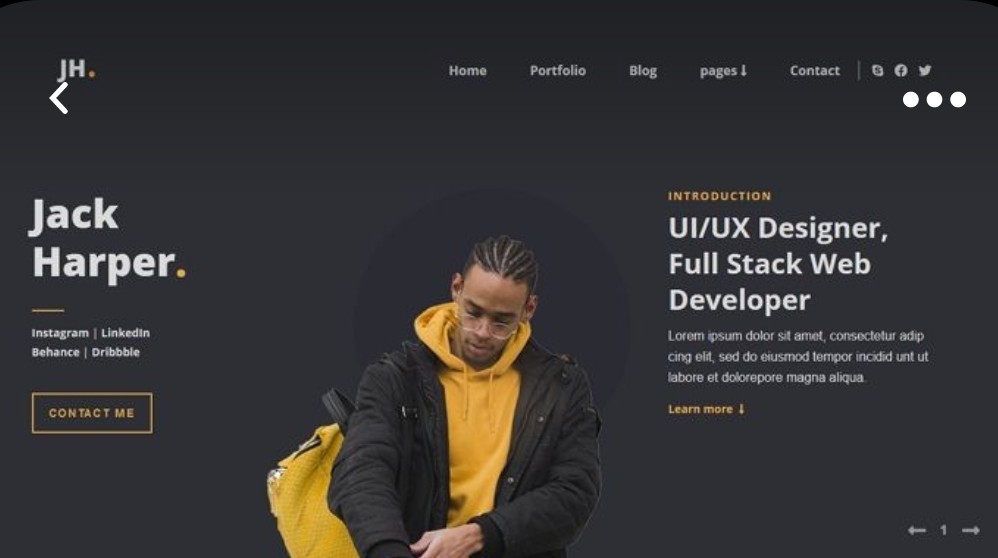 JH.
Home Portfolio Blog pages Contact
Jack
Harper.
Instagram | LinkedIn
Behance | Dribbble
CONTACT ME
INTRODUCTION
UI/UX Designer,
Full Stack Web
Developer
Lorem ipsum dolor sit amet, consectetur adip
cing elit, sed do eiusmod tempor incidid unt ut
labore et dolorepore magna aliqua.
Learn more
1